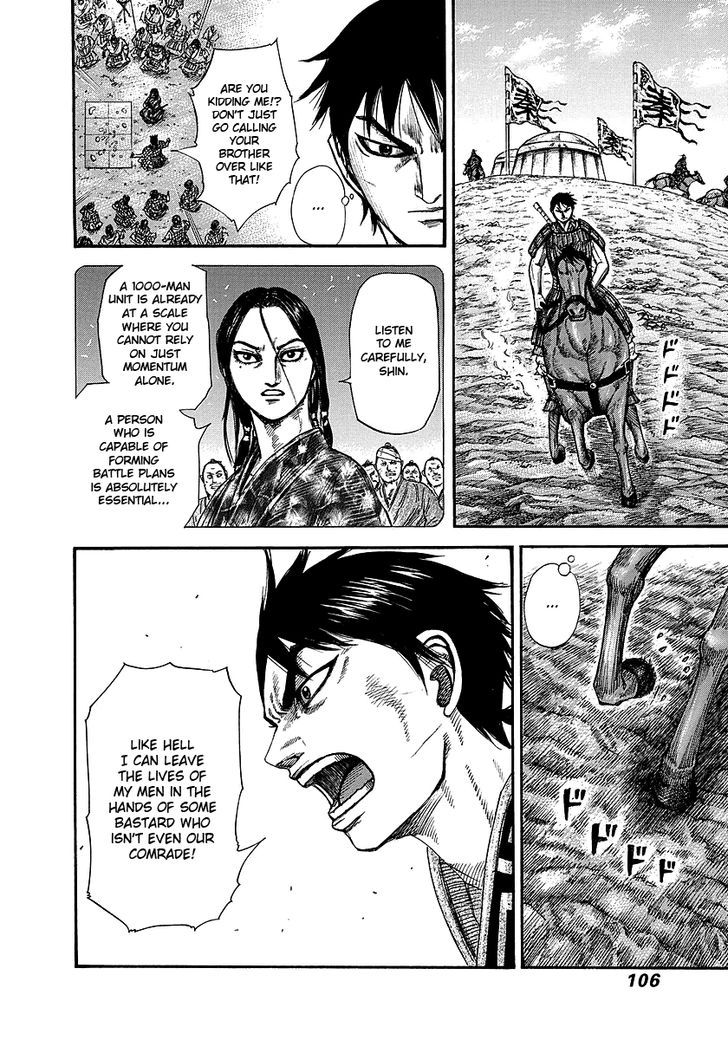 秦
秦
秦
ドドドド
...
ARE YOU
KIDDING ME!?
DON'T JUST
GO CALLING
YOUR
BROTHER
OVER LIKE
THAT!
LISTEN
TO ME
CAREFULLY,
SHIN.
A 1000-MAN
UNIT IS ALREADY
AT A SCALE
WHERE YOU
CANNOT RELY
ON JUST
MOMENTUM
ALONE.
A PERSON
WHO IS
CAPABLE OF
FORMING
BATTLE PLANS
IS ABSOLUTELY
ESSENTIAL...
...
ドドドド
LIKE HELL
I CAN LEAVE
THE LIVES OF
MY MEN IN THE
HANDS OF SOME
BASTARD WHO
ISN'T EVEN OUR
COMRADE!
106